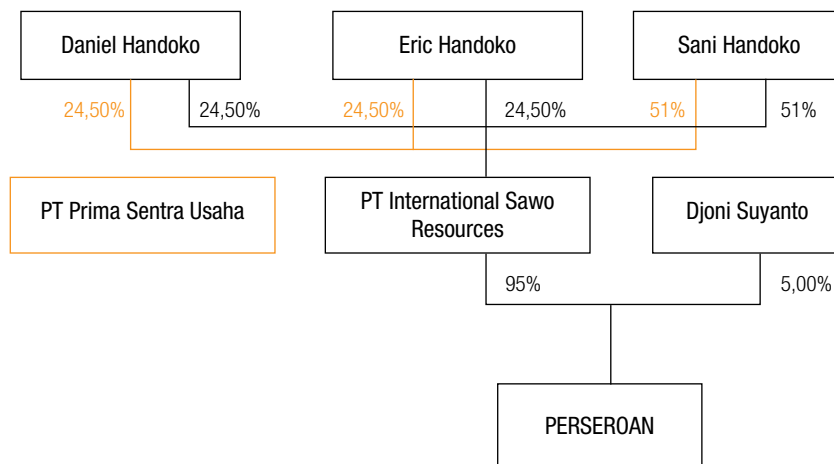 Daniel Handoko
Eric Handoko
Sani Handoko
24,50%
24,50%
24,50%
24,50%
51%
51%
PT Prima Sentra Usaha
PT International Sawo
Resources
Djoni Suyanto
95%
5,00%
PERSEROAN